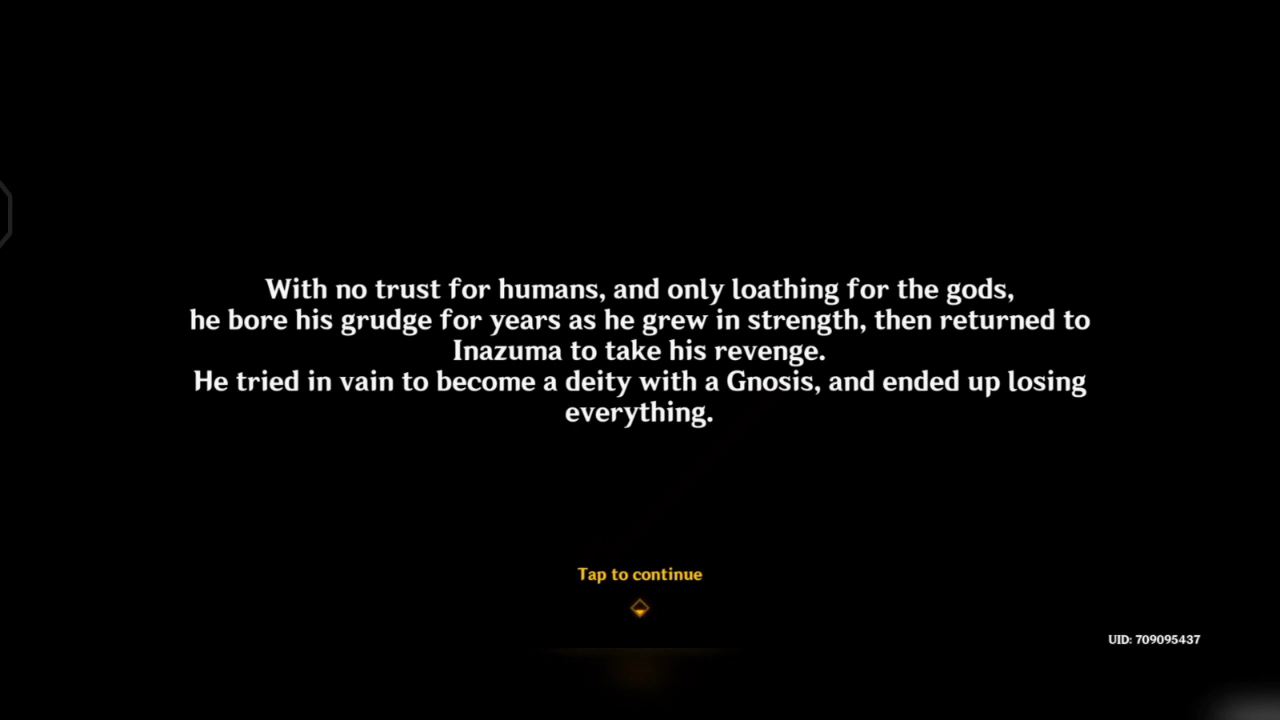 With no trust for humans, and only loathing for the gods,
he bore his grudge for years as he grew in strength, then returned to
Inazuma to take his revenge.
He tried in vain to become a deity with a Gnosis, and ended up losing
everything.
Tap to continue
UID: 709095437